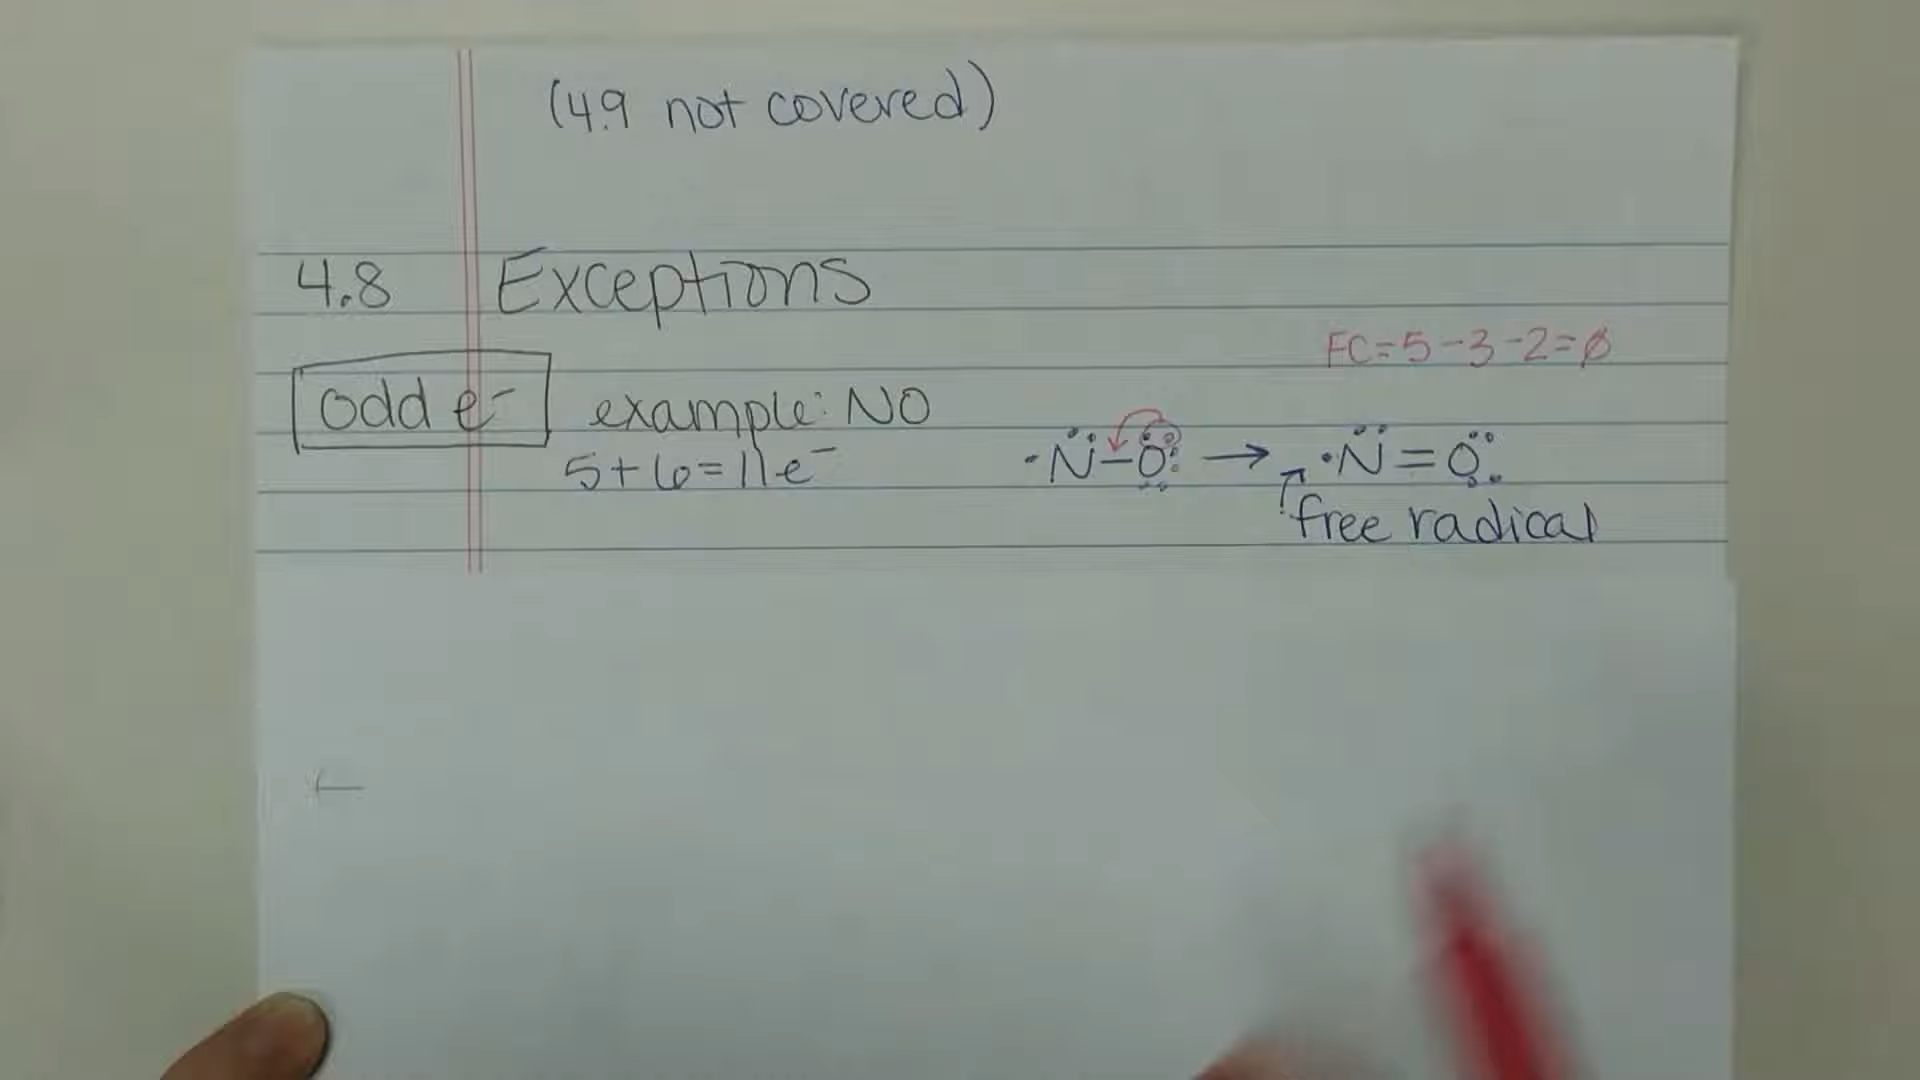 (4.9 not covered)
4.8 Exceptions
FC=5-3-2=0
odd e⁻ example: NO
·N̈-Ö: → ·N̈=Ö:
5+6=11e⁻
free radical